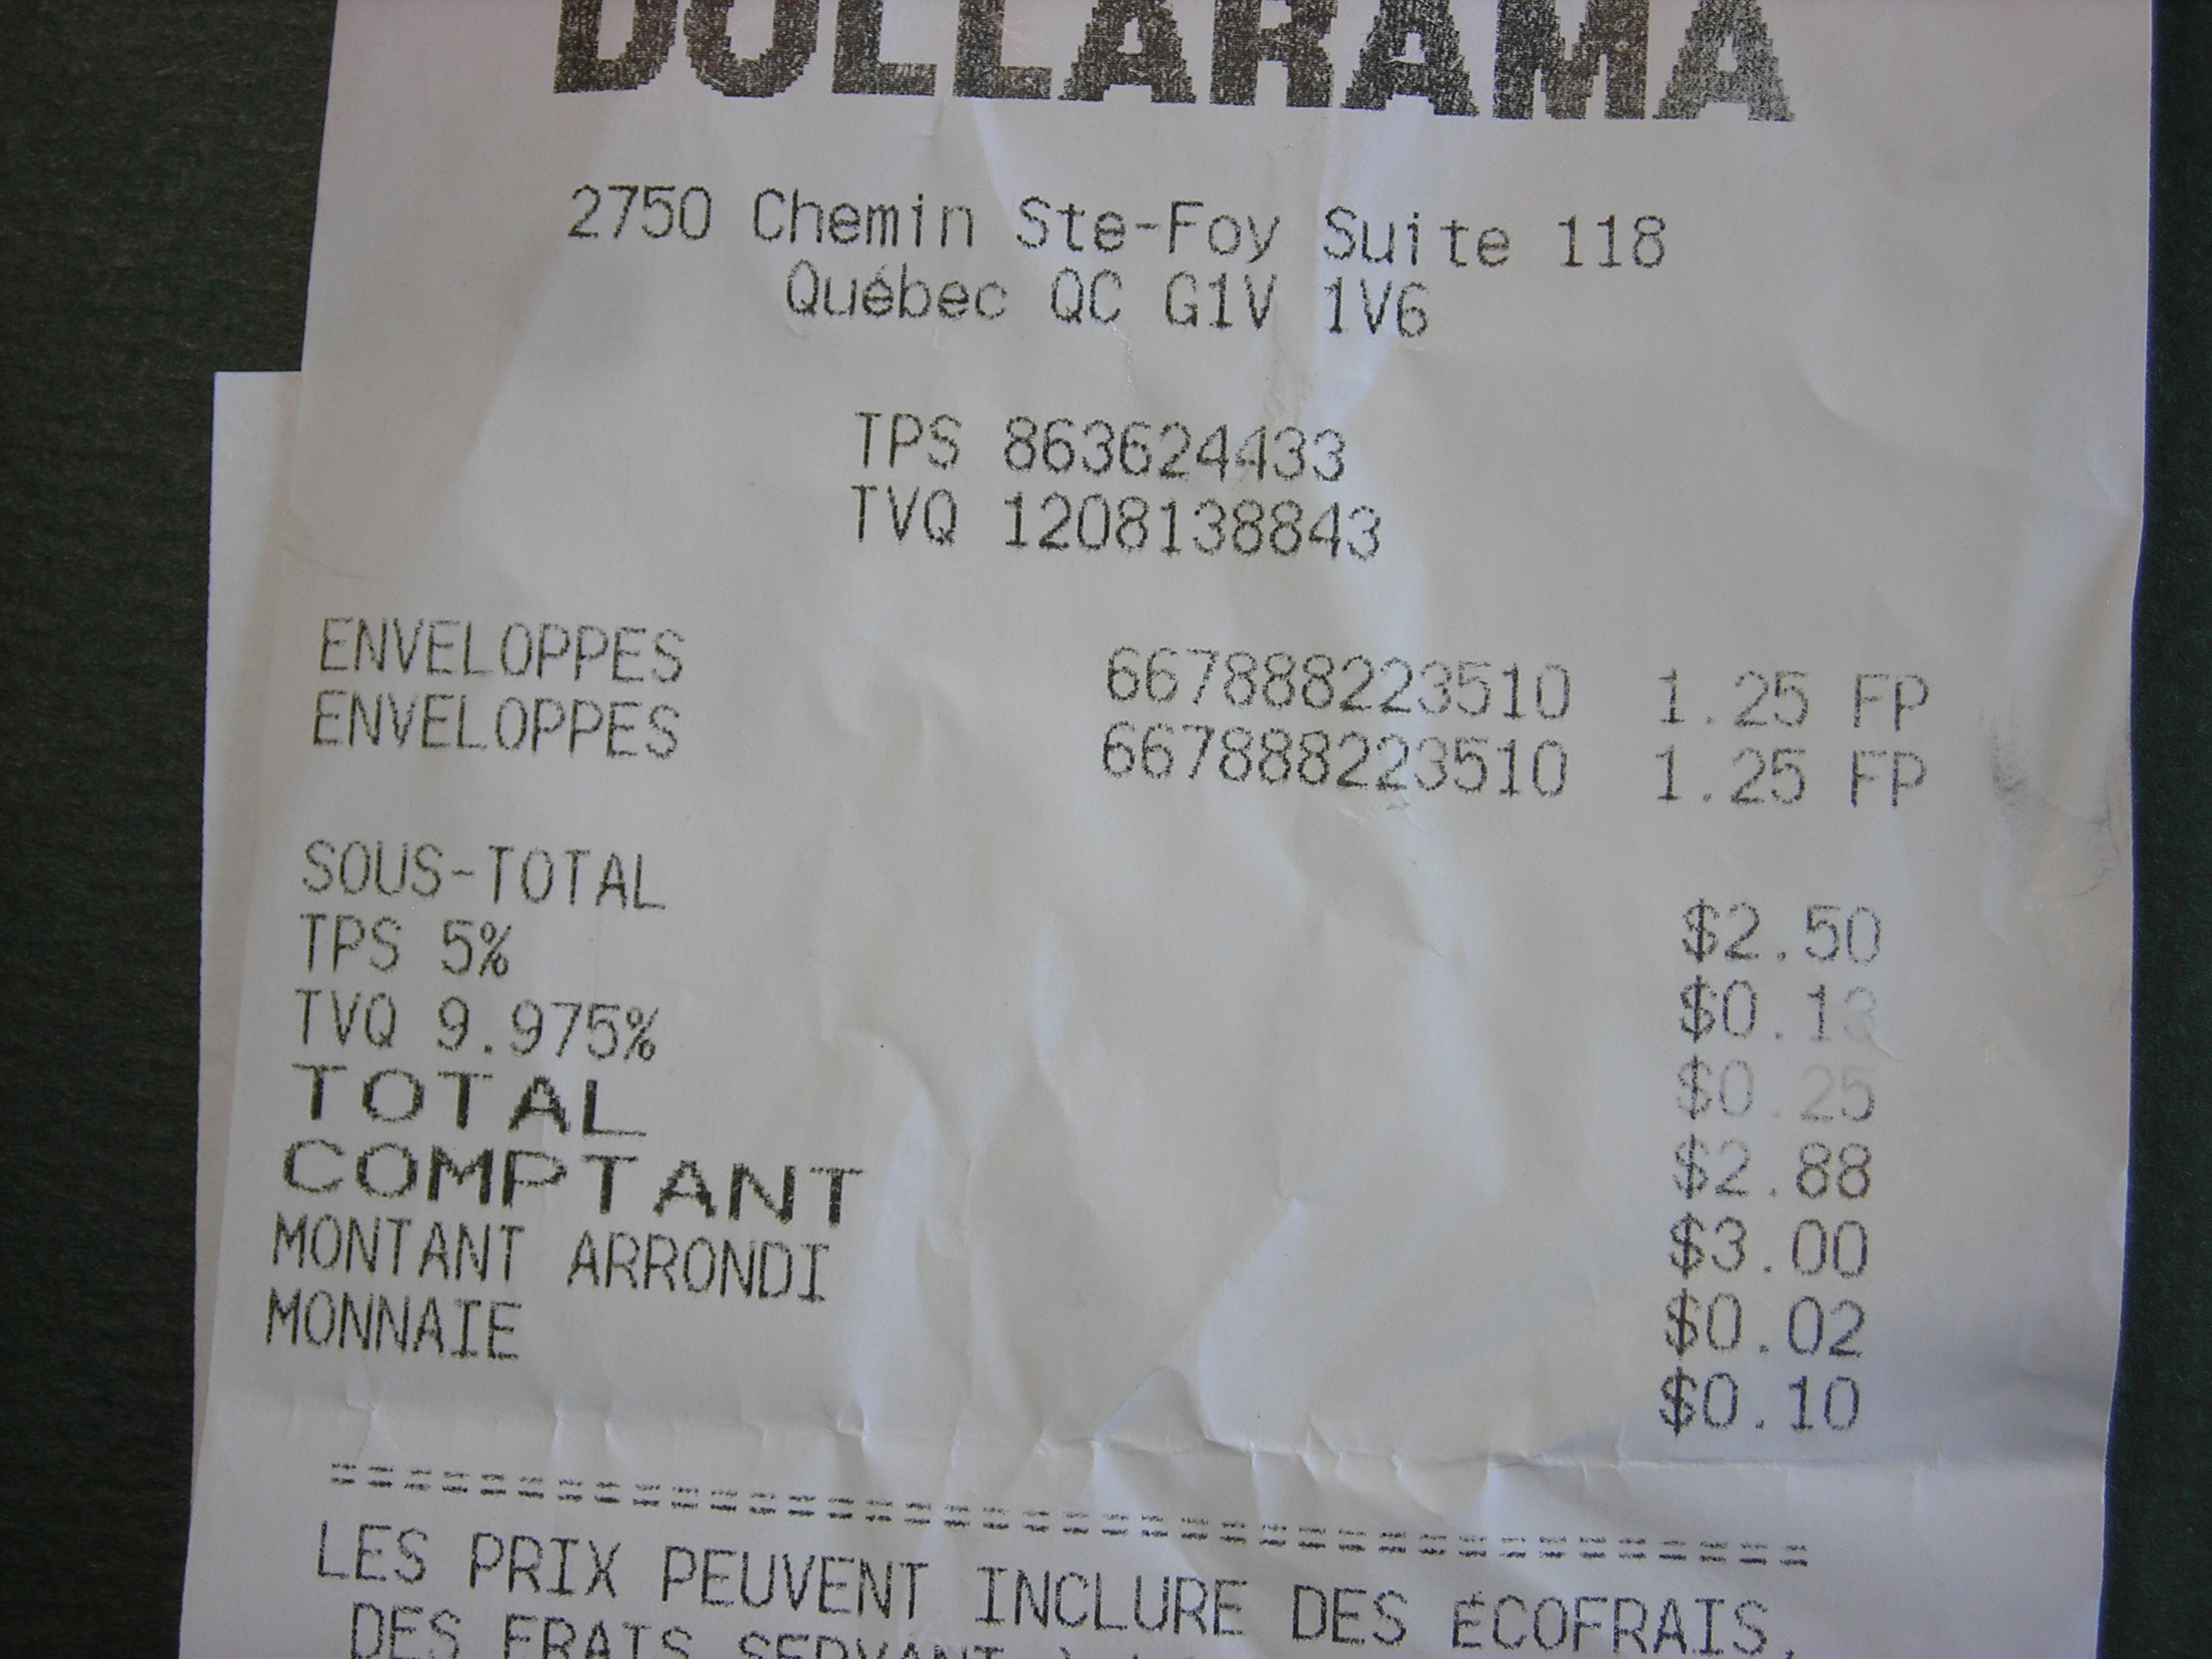 DOLLARAMA
2750 Chemin Ste-Foy Suite 118
Québec QC G1V 1V6
TPS 863624433
TVQ 1208138843
ENVELOPPES 667888223510 1.25 FP
ENVELOPPES 667888223510 1.25 FP
SOUS-TOTAL $2.50
TPS 5% $0.13
TVQ 9.975% $0.25
TOTAL $2.88
COMPTANT $3.00
MONTANT ARRONDI $0.02
MONNAIE $0.10
=========================================
LES PRIX PEUVENT INCLURE DES ÉCOFRAIS,
DES FRAIS SERVANT À